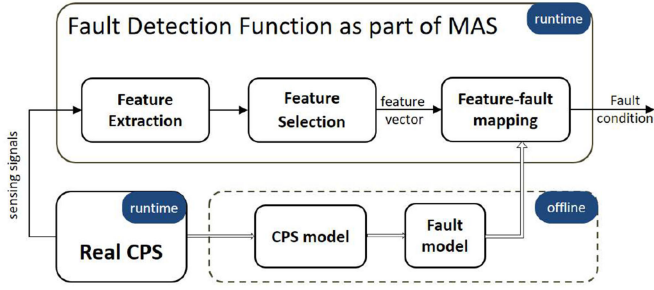 Fault Detection Function as part of MAS
runtime
Feature
Extraction
Feature
Selection
feature
vector
Feature-fault
mapping
Fault
condition
sensing signals
runtime
Real CPS
CPS model
Fault
model
offline